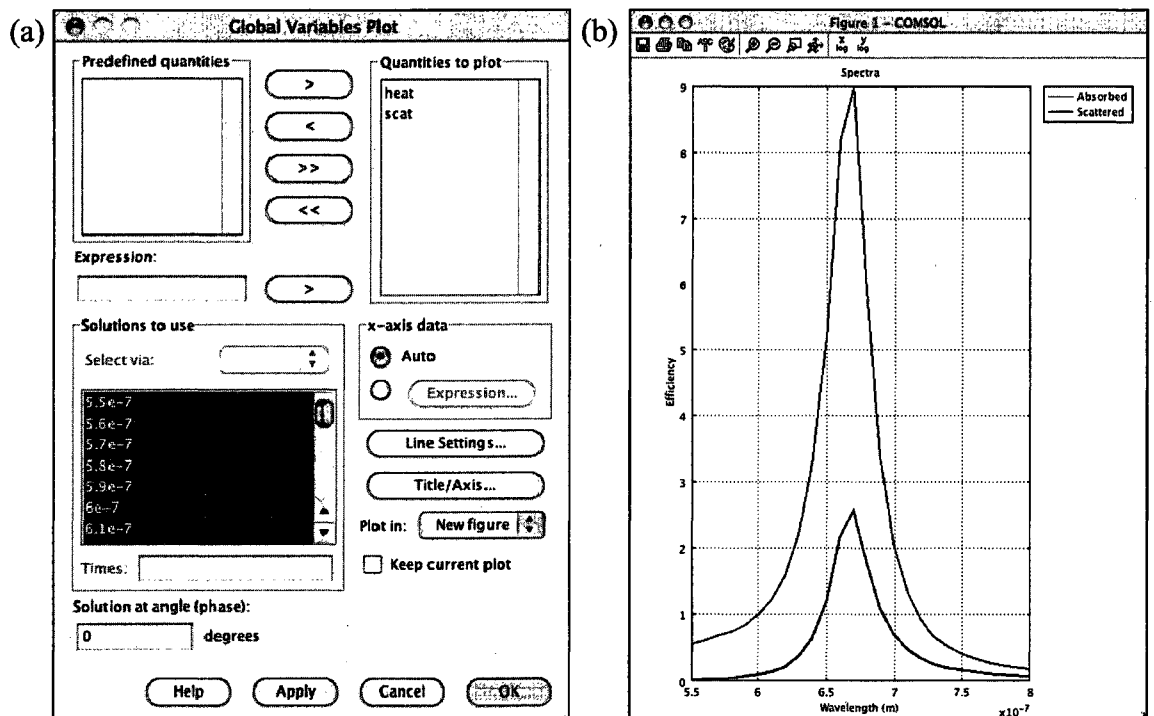 (a)
Global Variables Plot
Predefined quantities
Quantities to plot
>
<
>>
<<
heat
scat
Expression:
>
Solutions to use
Select via:
5.5e-7
5.6e-7
5.7e-7
5.8e-7
5.9e-7
6e-7
6.1e-7
Times:
x-axis data
Auto
Expression...
Line Settings...
Title/Axis...
Plot in: New figure
Keep current plot
Solution at angle (phase):
0 degrees
Help Apply Cancel OK
(b)
Figure 1 - COMSOL
x log y log
Spectra
Absorbed
Scattered
Efficiency
9
8
7
6
5
4
3
2
1
0
5.5 6 6.5 7 7.5 8
Wavelength (m)
x10⁻⁷